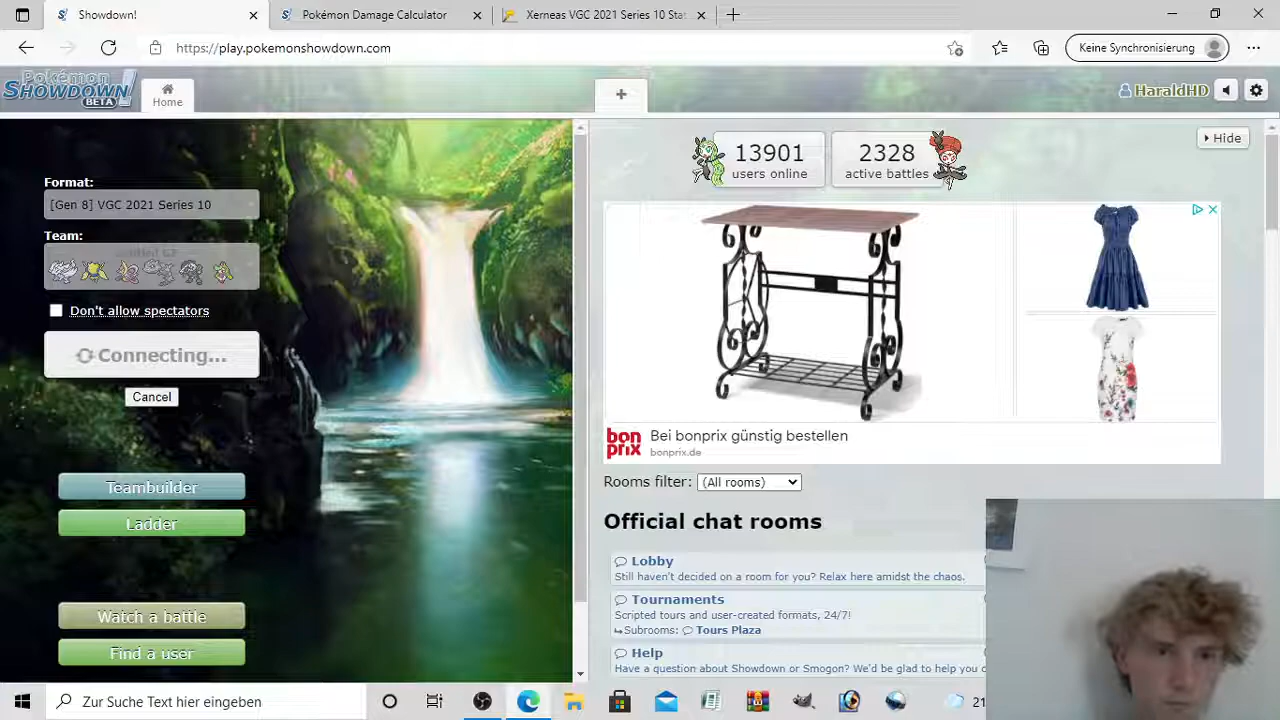 Showdown!
Pokémon Damage Calculator
Xerneas VGC 2021 Series 10 Stat
https://play.pokemonshowdown.com
Keine Synchronisierung
Pokémon
SHOWDOWN!
BETA
Home
HaraldHD
Format:
[Gen 8] VGC 2021 Series 10
Team:
Don't allow spectators
Connecting...
Cancel
Teambuilder
Ladder
Watch a battle
Find a user
13901
users online
2328
active battles
Hide
bon
prix
Bei bonprix günstig bestellen
bonprix.de
Rooms filter: (All rooms)
Official chat rooms
Lobby
Still haven't decided on a room for you? Relax here amidst the chaos.
Tournaments
Scripted tours and user-created formats, 24/7!
Subrooms: Tours Plaza
Help
Have a question about Showdown or Smogon? We'd be glad to help you o
Zur Suche Text hier eingeben
21